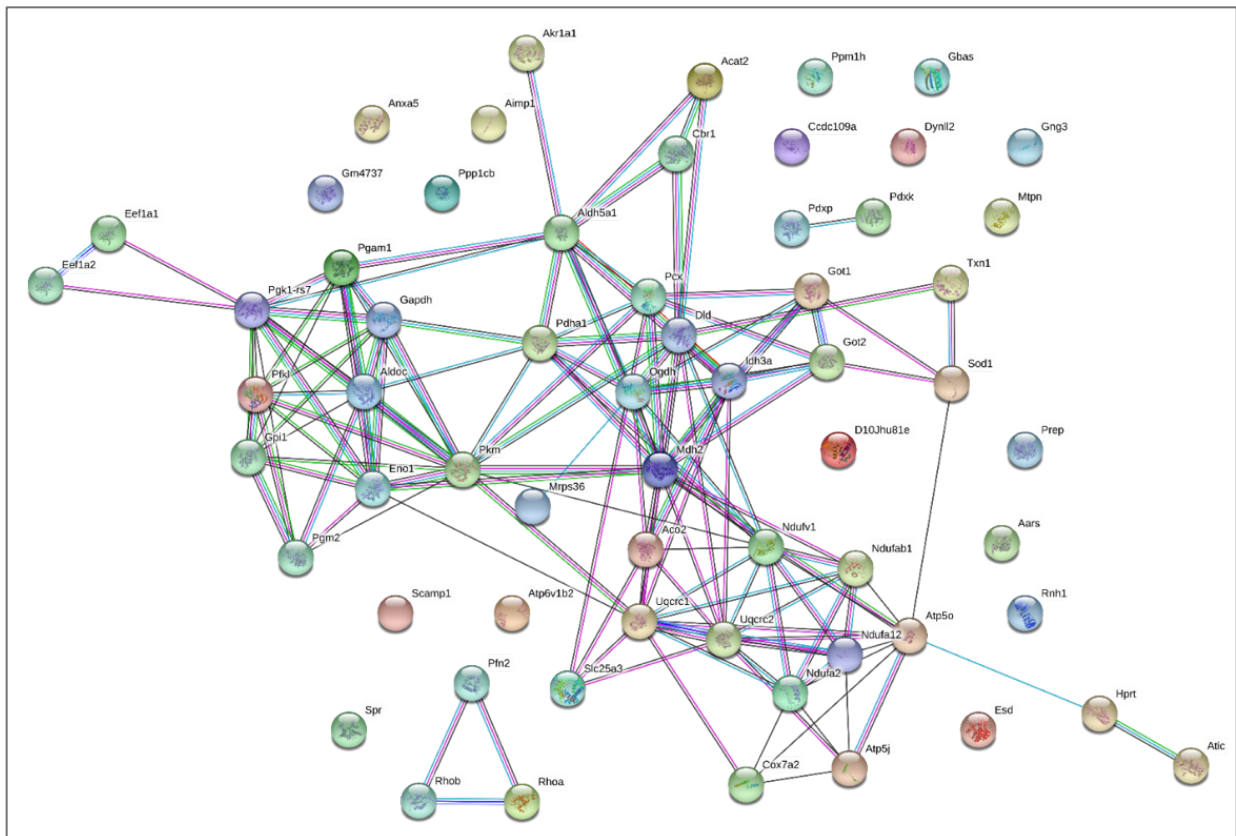 Akr1a1
Acat2
Ppm1h
Gbas
Anxa5
Aimp1
Cbr1
Ccdc109a
Dynll2
Gng3
Gm4737
Ppp1cb
Pdxk
Pdxp
Mtpn
Eef1a1
Aldh5a1
Pgam1
Eef1a2
Pgk1-rs7
Gapdh
Pcx
Got1
Txn1
Pdha1
Dld
Got2
Idh3a
Sod1
Pfkl
Aldoc
Ogdh
D10Jhu81e
Prep
Gpi1
Eno1
Pkm
Mdh2
Mrps36
Aco2
Ndufv1
Ndufab1
Aars
Pgm2
Scamp1
Atp6v1b2
Uqcrc1
Uqcrc2
Atp5o
Rnh1
Ndufa12
Pfn2
Slc25a3
Ndufa2
Spr
Esd
Hprt
Rhob
Rhoa
Cox7a2
Atp5j
Atic